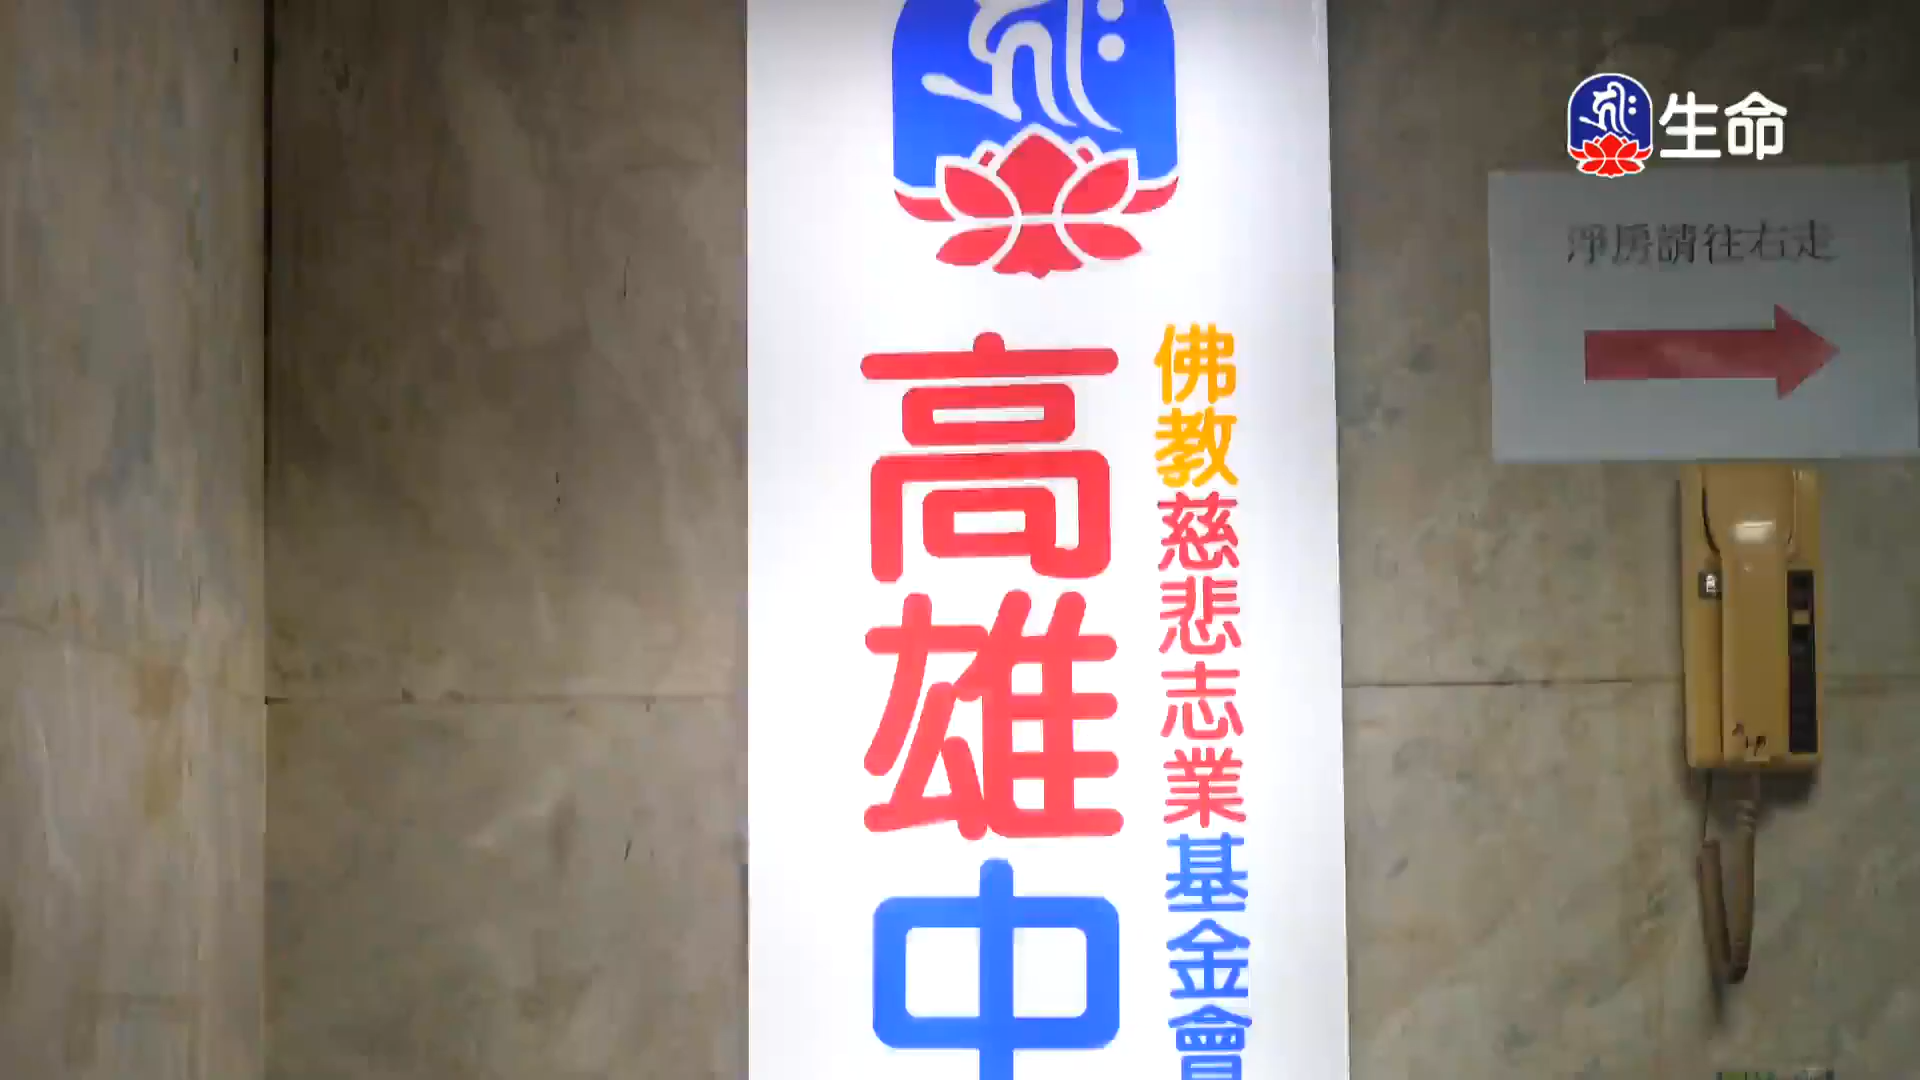 生命
淨房請往右走
佛教慈悲志業基金會
高雄中